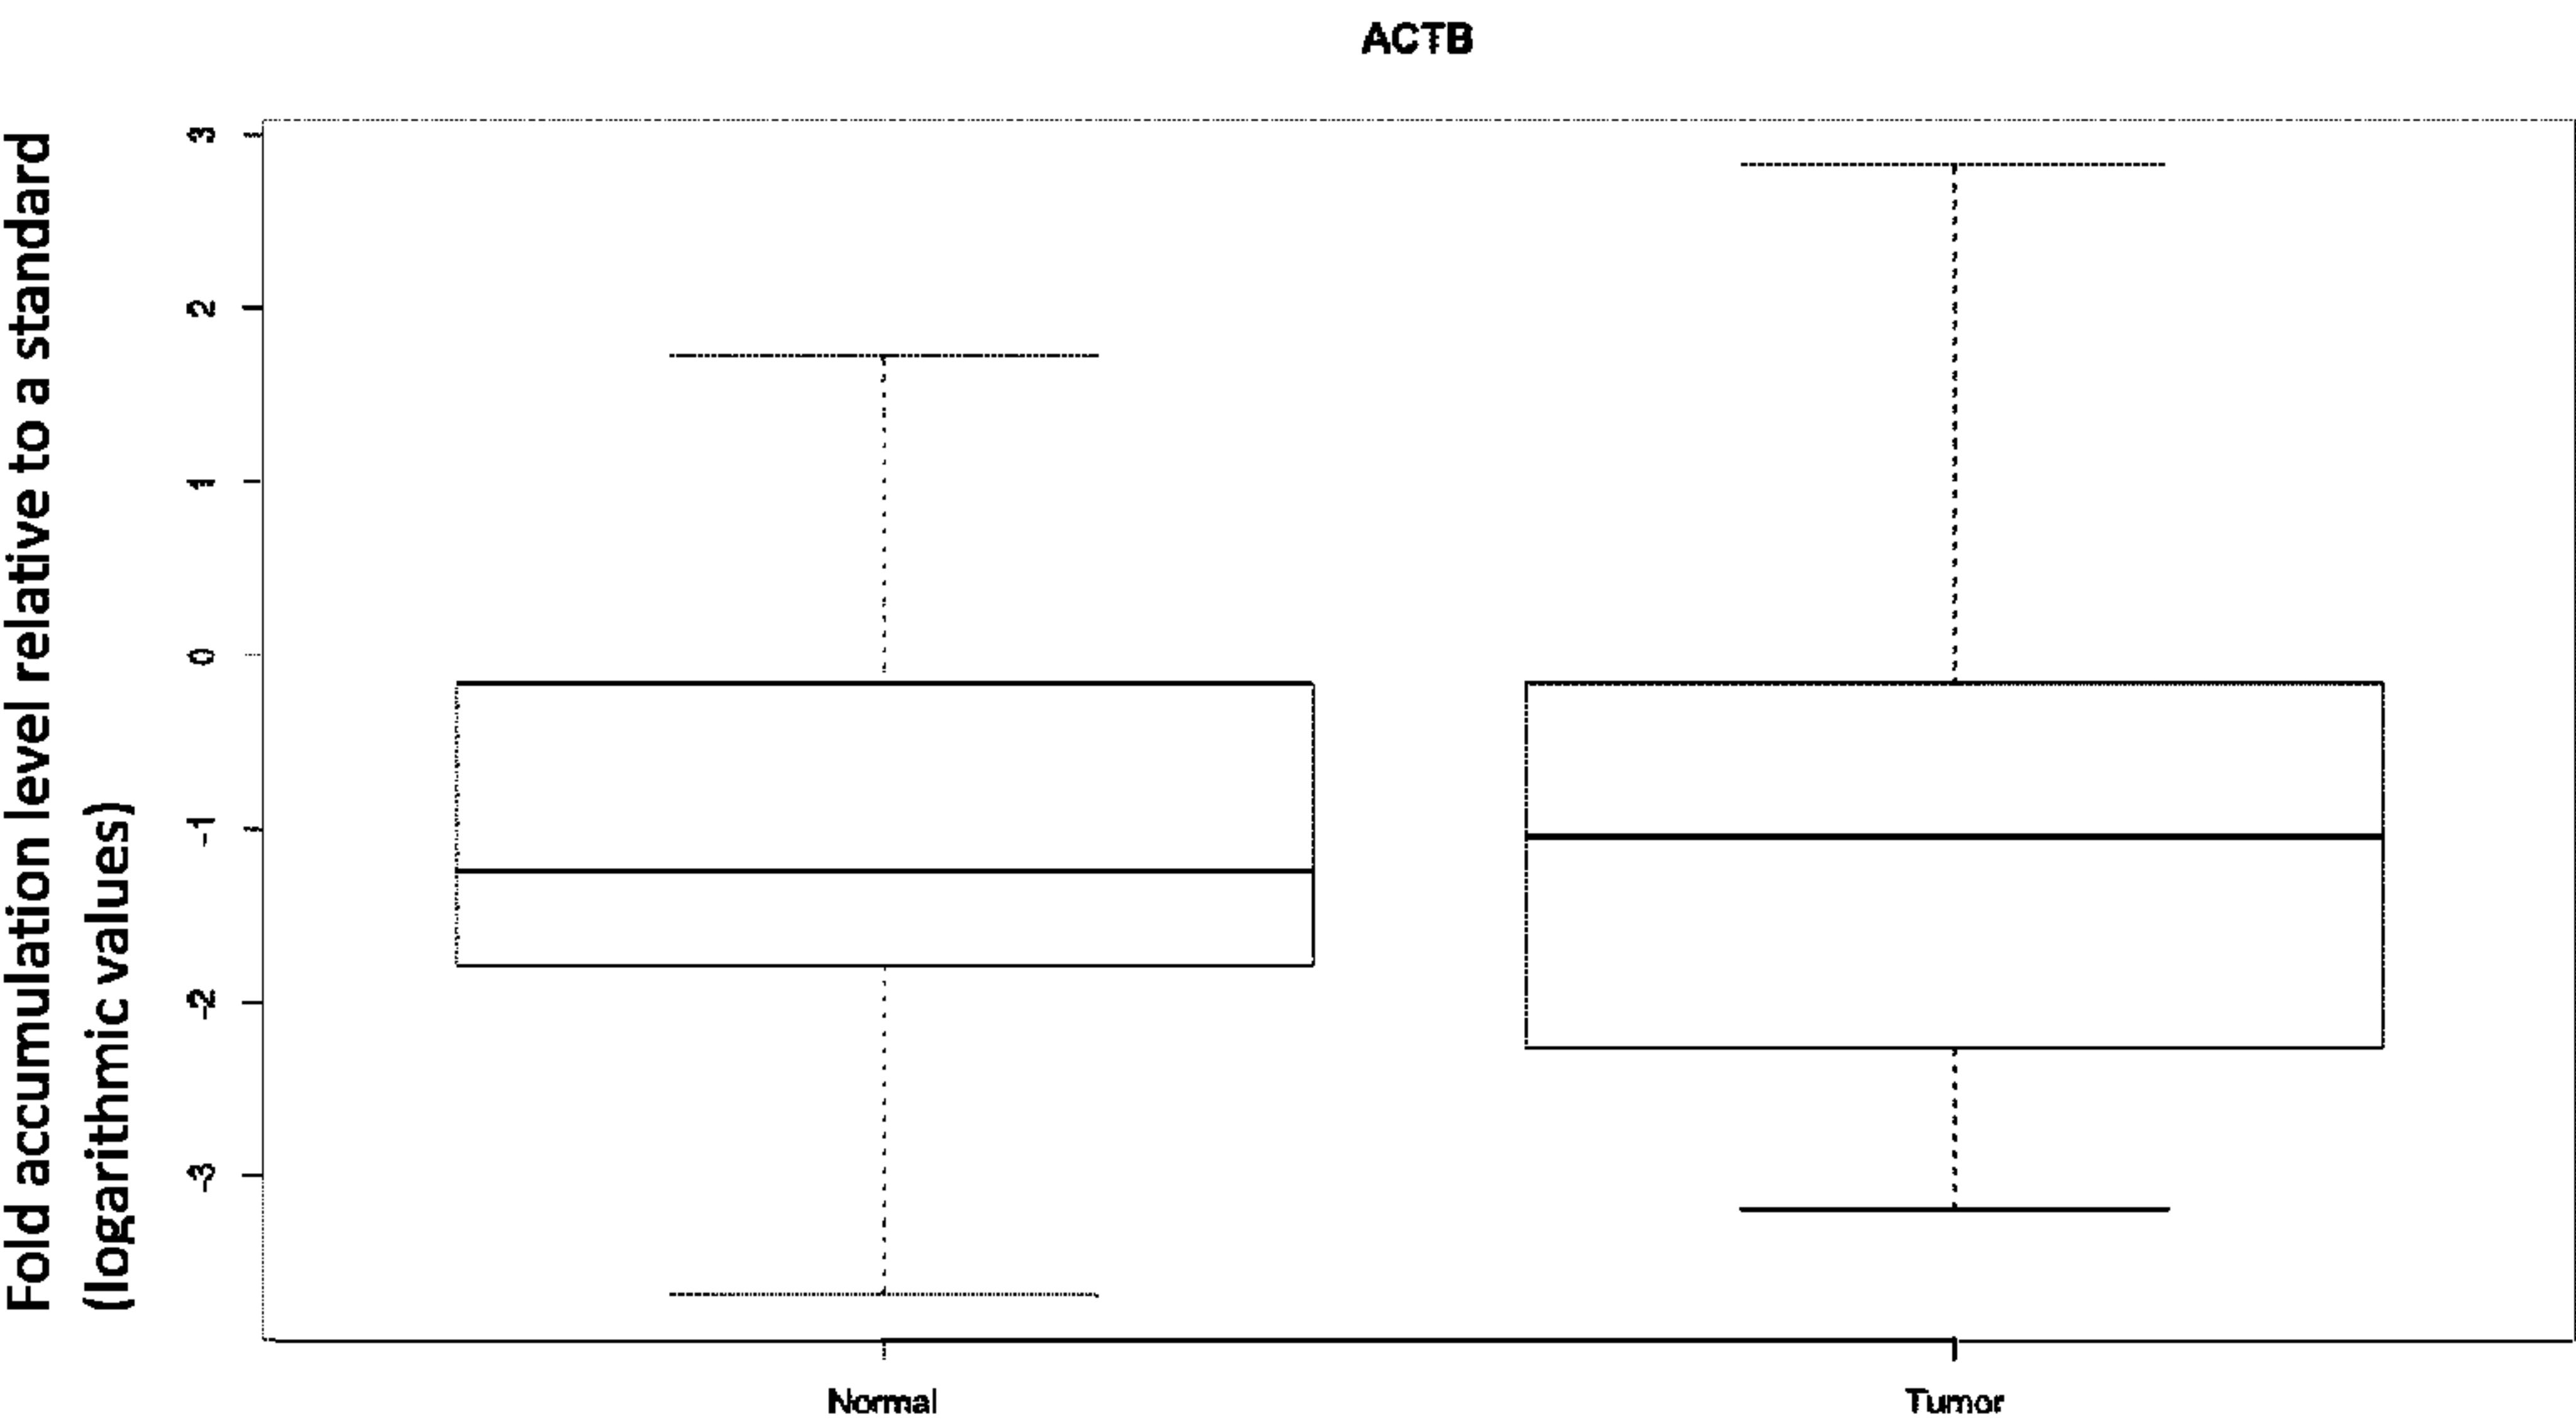 ACTB
Fold accumulation level relative to a standard
(logarithmic values)
3
2
1
0
-1
-2
-3
Normal
Tumor